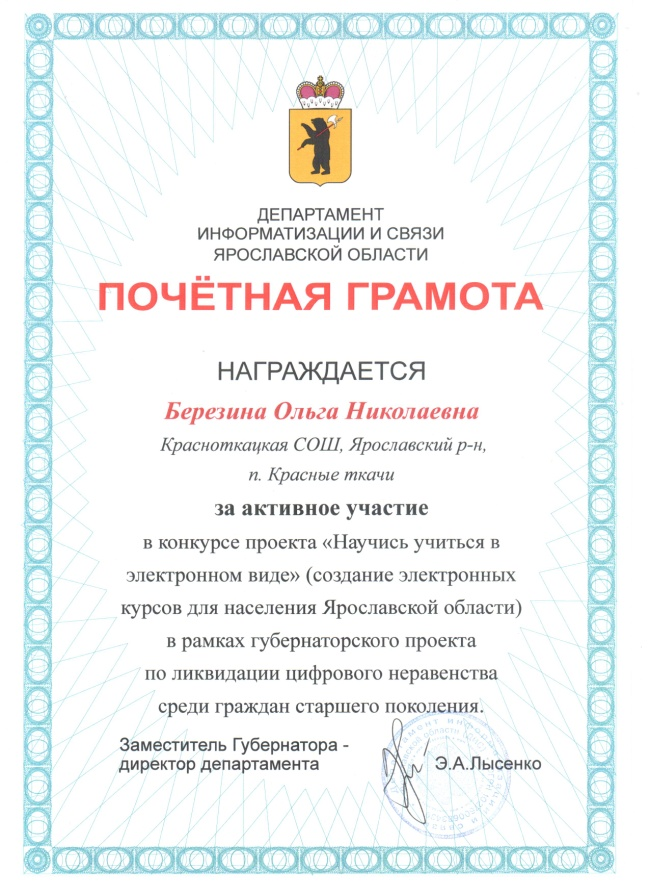 ДЕПАРТАМЕНТ
ИНФОРМАТИЗАЦИИ И СВЯЗИ
ЯРОСЛАВСКОЙ ОБЛАСТИ
ПОЧЁТНАЯ ГРАМОТА
НАГРАЖДАЕТСЯ
Березина Ольга Николаевна
Красноткацкая СОШ, Ярославский р-н,
п. Красные ткачи
за активное участие
в конкурсе проекта «Научись учиться в
электронном виде» (создание электронных
курсов для населения Ярославской области)
в рамках губернаторского проекта
по ликвидации цифрового неравенства
среди граждан старшего поколения.
Заместитель Губернатора -
директор департамента
Э.А.Лысенко